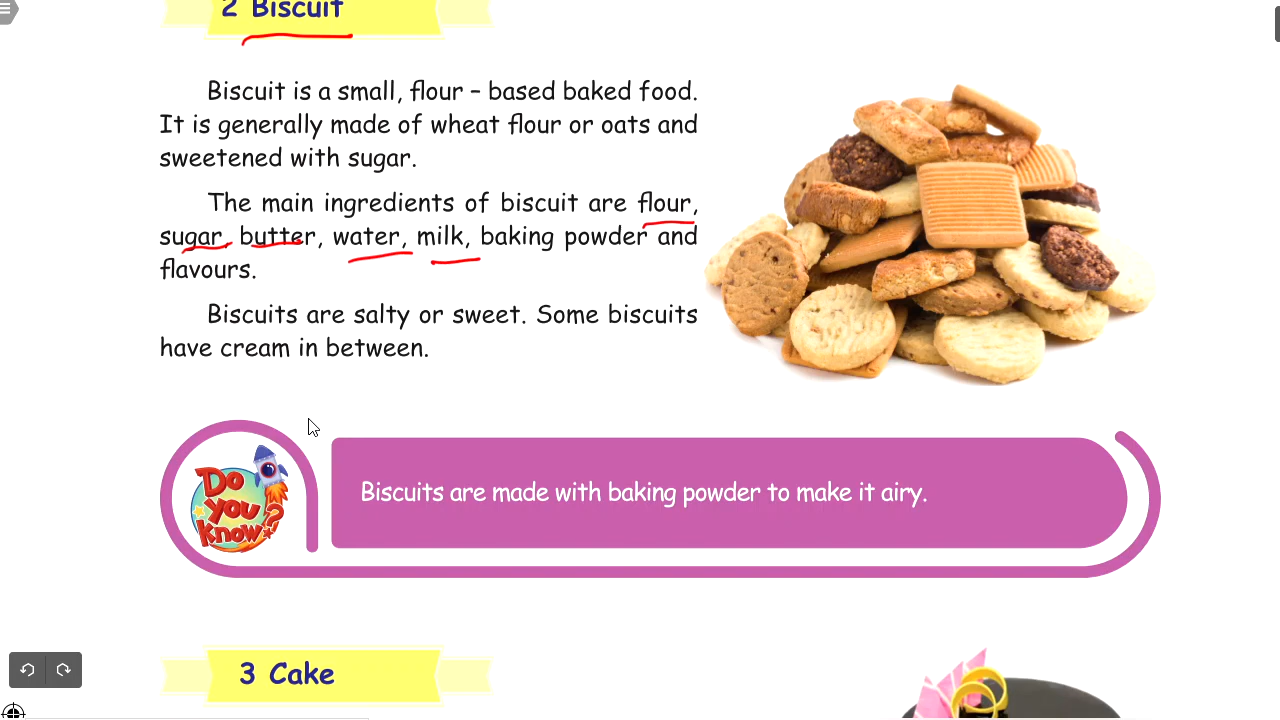 2 Biscuit
Biscuit is a small, flour – based baked food.
It is generally made of wheat flour or oats and
sweetened with sugar.
The main ingredients of biscuit are flour,
sugar, butter, water, milk, baking powder and
flavours.
Biscuits are salty or sweet. Some biscuits
have cream in between.
Do
you
know?
Biscuits are made with baking powder to make it airy.
3 Cake